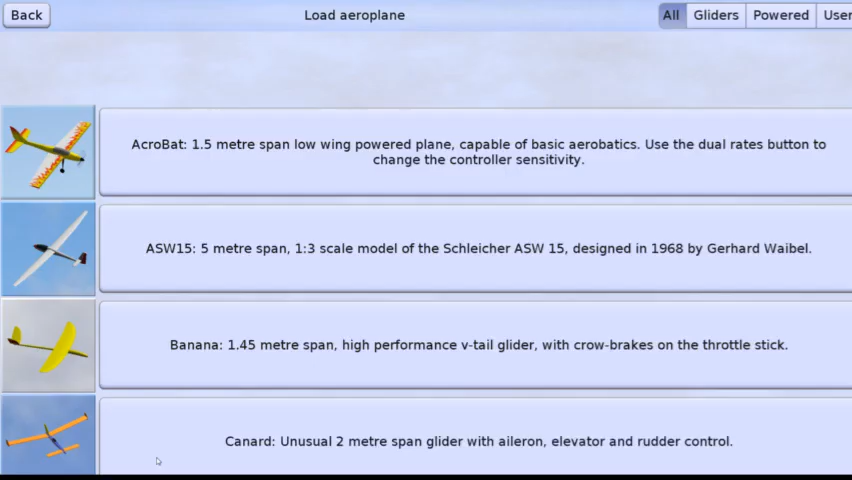 Back
Load aeroplane
All
Gliders
Powered
User
AcroBat: 1.5 metre span low wing powered plane, capable of basic aerobatics. Use the dual rates button to
change the controller sensitivity.
ASW15: 5 metre span, 1:3 scale model of the Schleicher ASW 15, designed in 1968 by Gerhard Waibel.
Banana: 1.45 metre span, high performance v-tail glider, with crow-brakes on the throttle stick.
Canard: Unusual 2 metre span glider with aileron, elevator and rudder control.